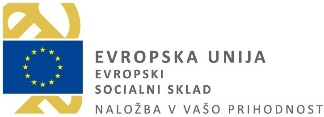 EVROPSKA UNIJA
EVROPSKI
SOCIALNI SKLAD
NALOŽBA V VAŠO PRIHODNOST